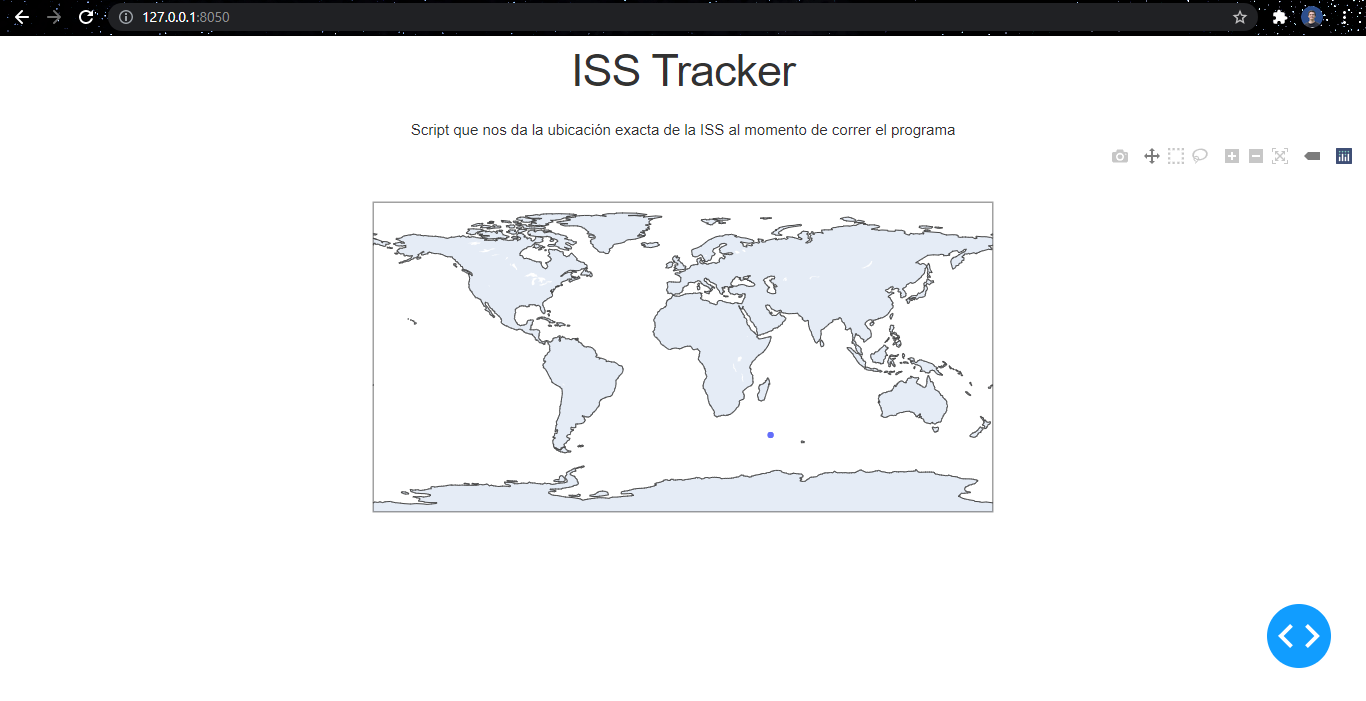 127.0.0.1:8050
ISS Tracker
Script que nos da la ubicación exacta de la ISS al momento de correr el programa